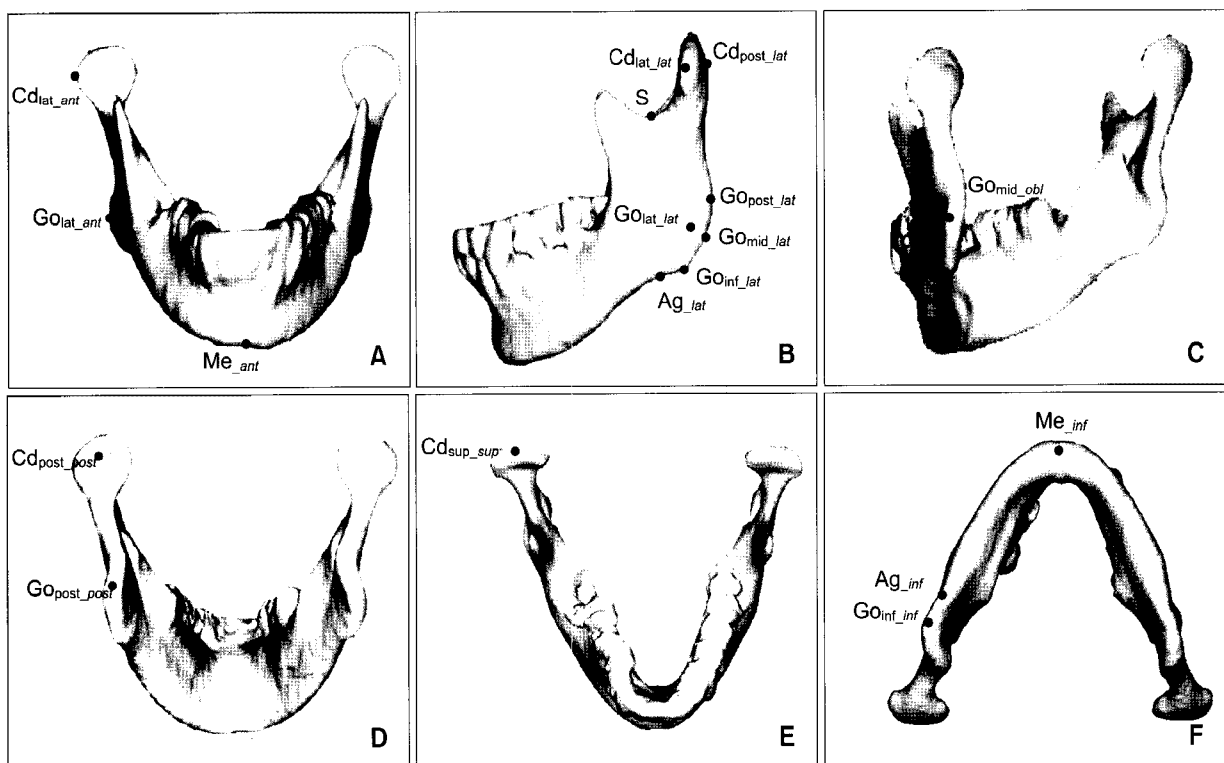 Cdlat_ant
Golat_ant
Me_ant
A
Cdlat_lat
Cdpost_lat
S
Gopost_lat
Golat_lat
Gomid_lat
Goinf_lat
Ag_lat
B
Gomid_obl
C
Cdpost_post
Gopost_post
D
Cdsup_sup
E
Me_inf
Ag_inf
Goinf_inf
F